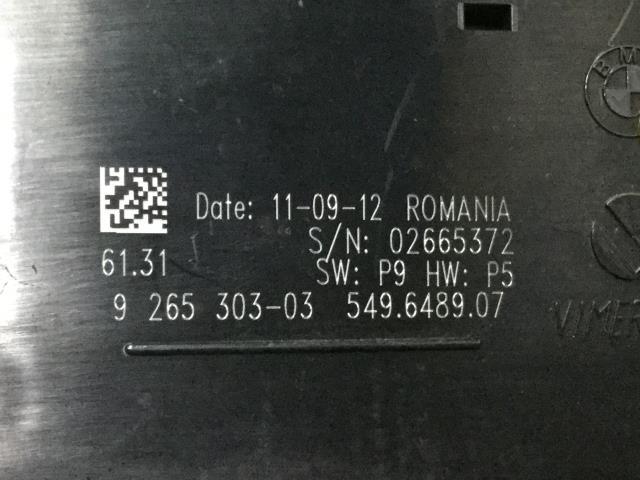 BM
Date: 11-09-12 ROMANIA
S/N: 02665372
61.31
SW: P9 HW: P5
9 265 303-03 549.6489.07